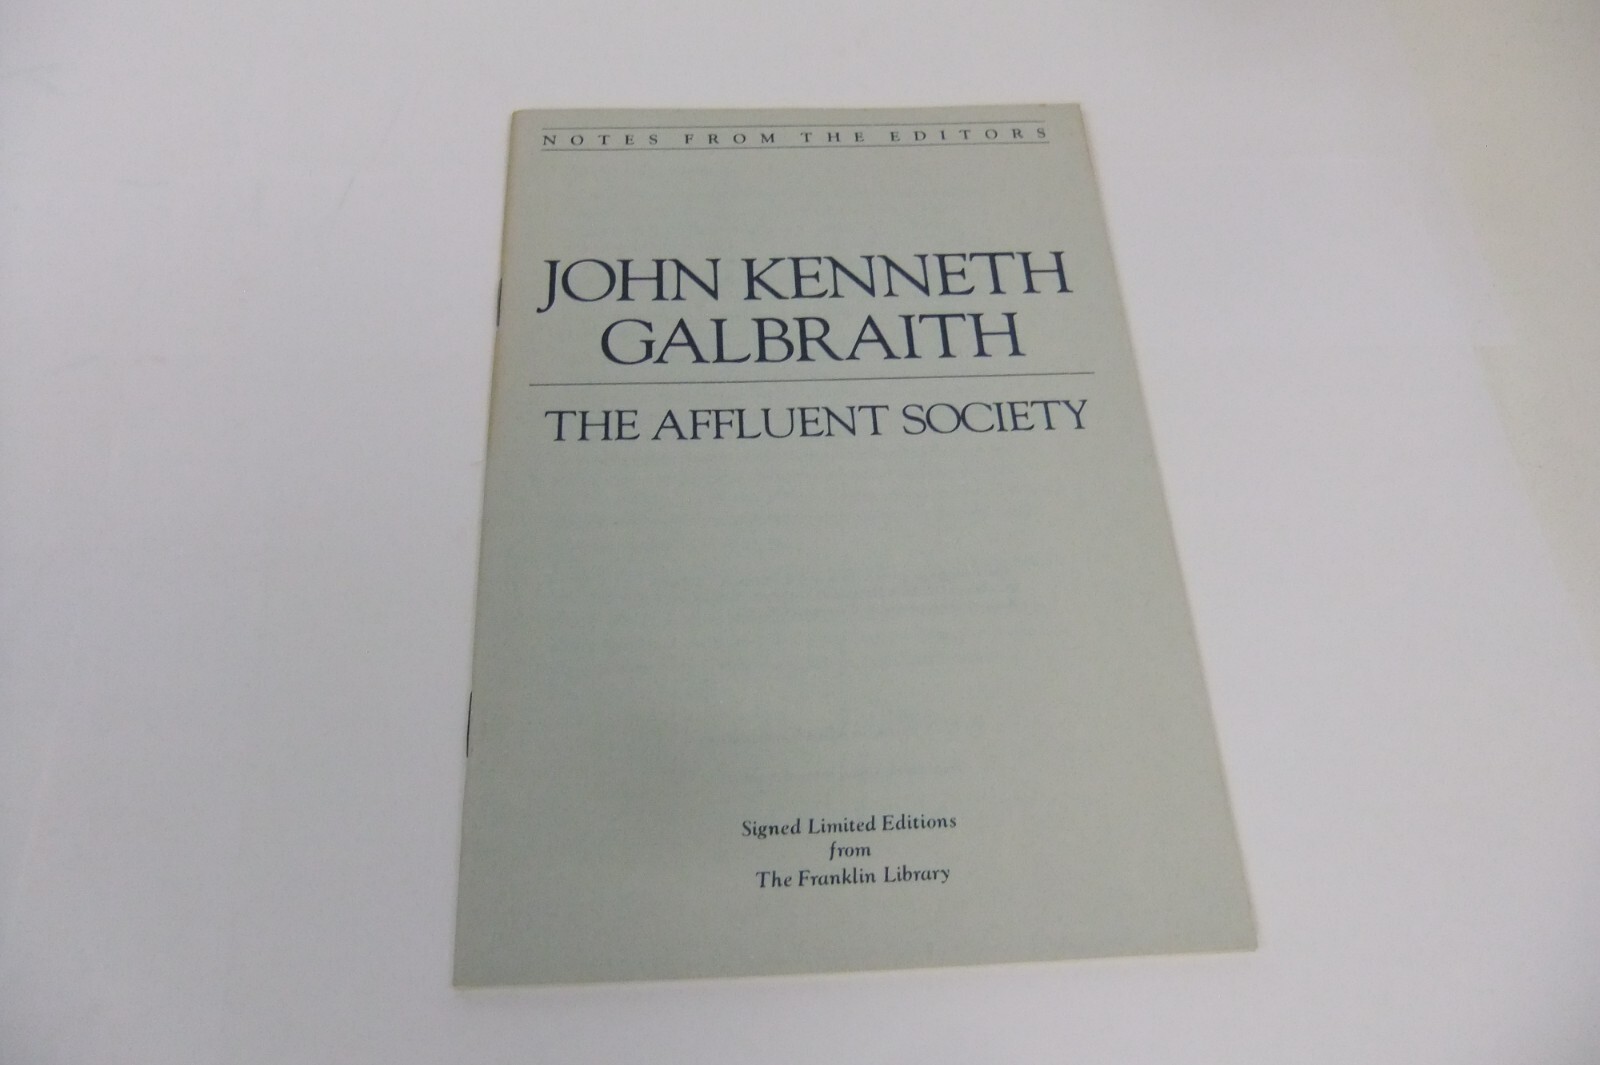 NOTES FROM THE EDITORS
JOHN KENNETH
GALBRAITH
THE AFFLUENT SOCIETY
Signed Limited Editions
from
The Franklin Library